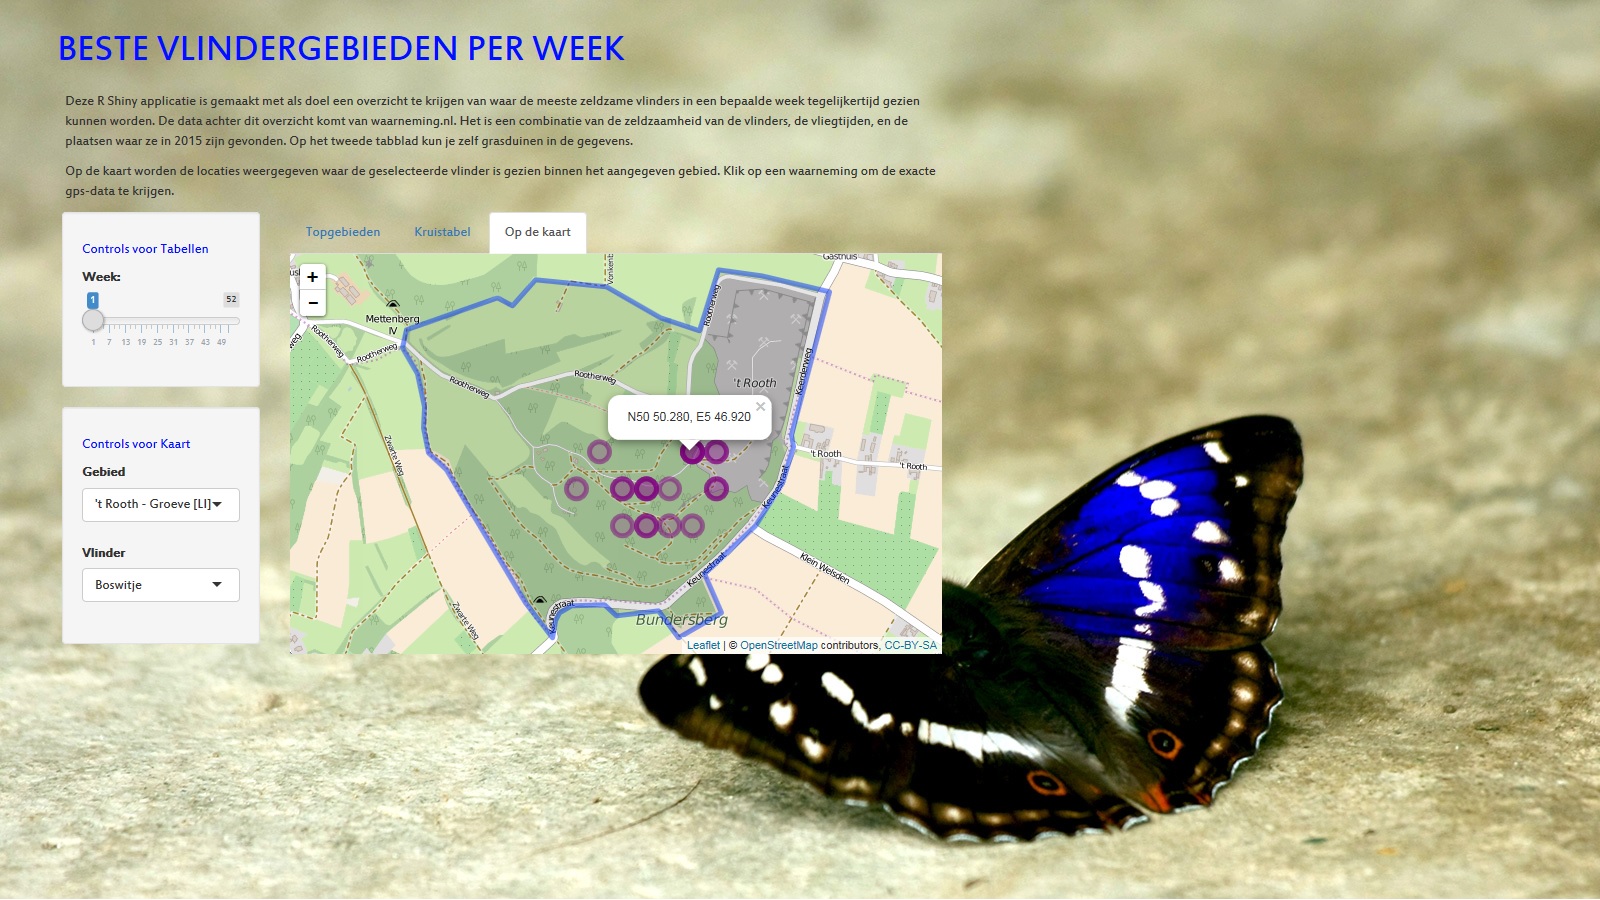 BESTE VLINDERGEBIEDEN PER WEEK
Deze R Shiny applicatie is gemaakt met als doel een overzicht te krijgen van waar de meeste zeldzame vlinders in een bepaalde week tegelijkertijd gezien
kunnen worden. De data achter dit overzicht komt van waarneming.nl. Het is een combinatie van de zeldzaamheid van de vlinders, de vliegtijden, en de
plaatsen waar ze in 2015 zijn gevonden. Op het tweede tabblad kun je zelf grasduinen in de gegevens.
Op de kaart worden de locaties weergegeven waar de geselecteerde vlinder is gezien binnen het aangegeven gebied. Klik op een waarneming om de exacte
gps-data te krijgen.
Controls voor Tabellen
Week:
1 52
1 7 13 19 25 31 37 43 49
Controls voor Kaart
Gebied
't Rooth - Groeve [LI]
Vlinder
Boswitje
Topgebieden Kruistabel Op de kaart
+
−
Gasthuis
Mettenberg
IV
Rootherweg
Rootherweg
Rootherweg
Rootherweg
Rootherweg
Keerderweg
't Rooth
N50 50.280, E5 46.920
×
't Rooth
't Rooth
Zwarte Weg
Keunestraat
Klein Welsden
Keunestraat
Zwarte Weg
Keunestraat
Bundersberg
Leaflet | © OpenStreetMap contributors, CC-BY-SA